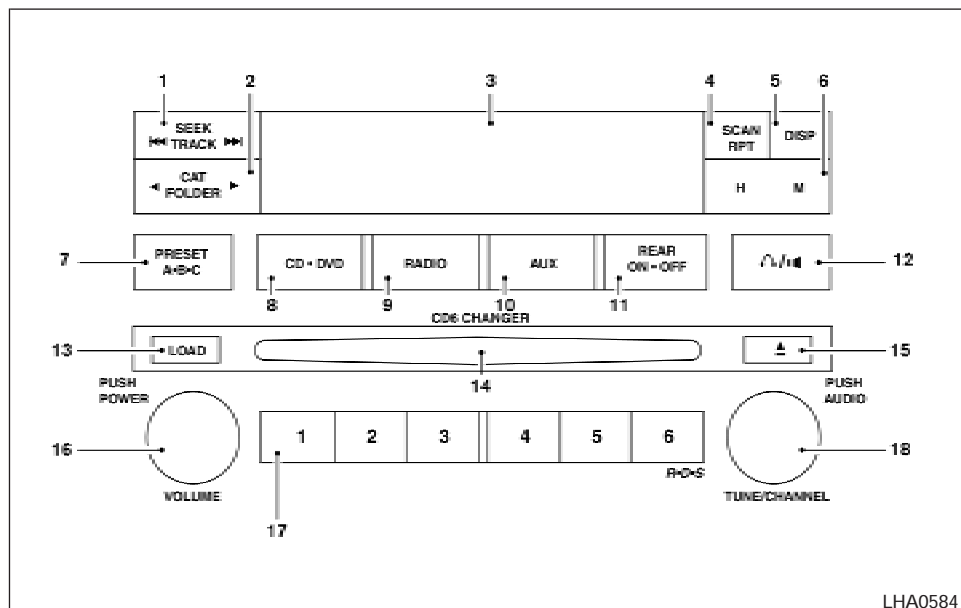 1 2 3 4 5 6
SEEK
TRACK
CAT
FOLDER
SCAN
RPT
DISP
H M
7
PRESET
A•B•C
CD•DVD
RADIO
AUX
REAR
ON-OFF
12
8 9 10 11
CD6 CHANGER
13
LOAD
14
15
PUSH
POWER
PUSH
AUDIO
16
1 2 3 4 5 6
18
R•D•S
VOLUME
TUNE/CHANNEL
17
LHA0584